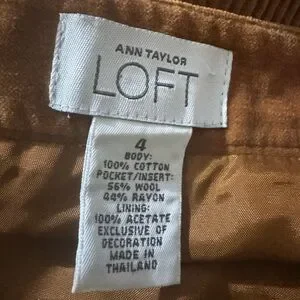 ANN TAYLOR
LOFT
4
BODY:
100% COTTON
POCKET/INSERT:
56% WOOL
44% RAYON
LINING:
100% ACETATE
EXCLUSIVE OF
DECORATION
MADE IN
THAILAND